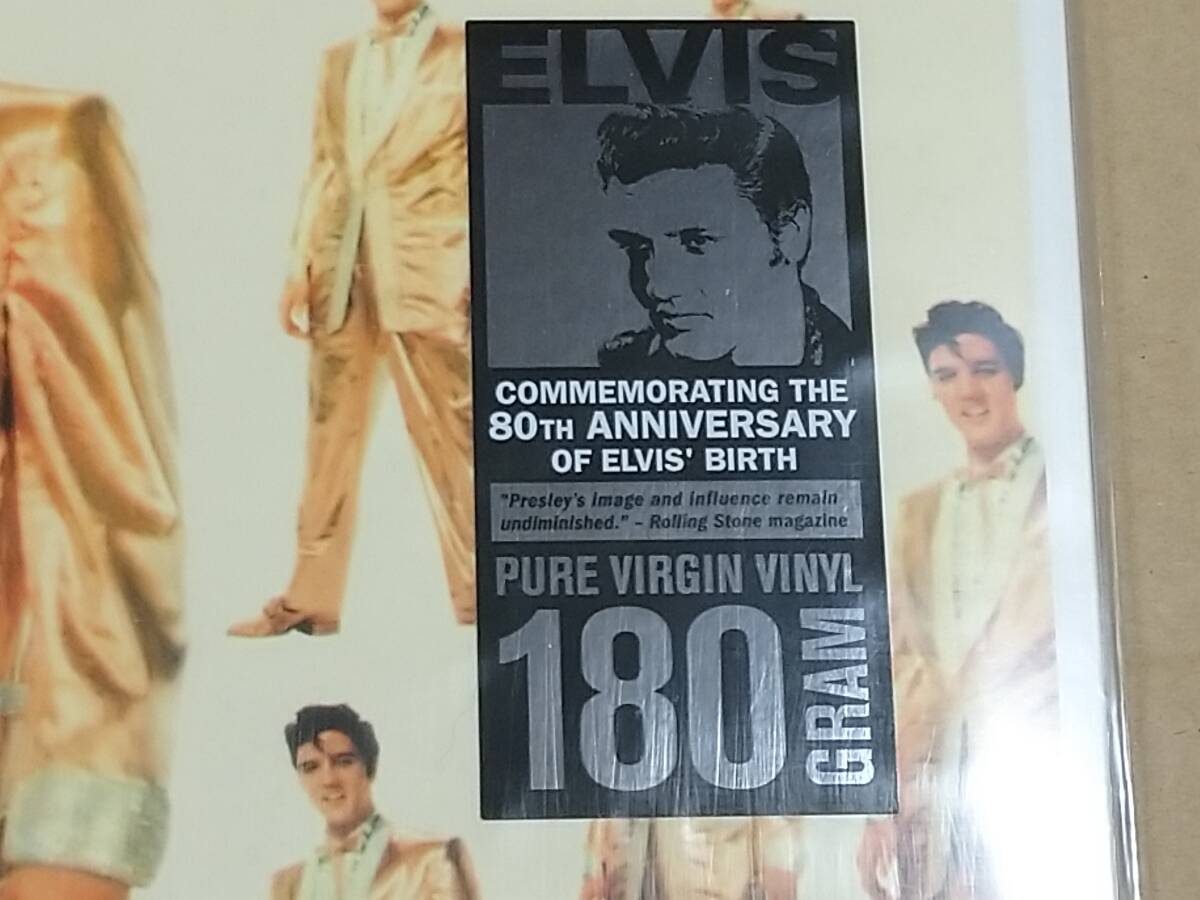 ELVIS
COMMEMORATING THE
80TH ANNIVERSARY
OF ELVIS' BIRTH
"Presley's image and influence remain
undiminished." – Rolling Stone magazine
PURE VIRGIN VINYL
180
GRAM